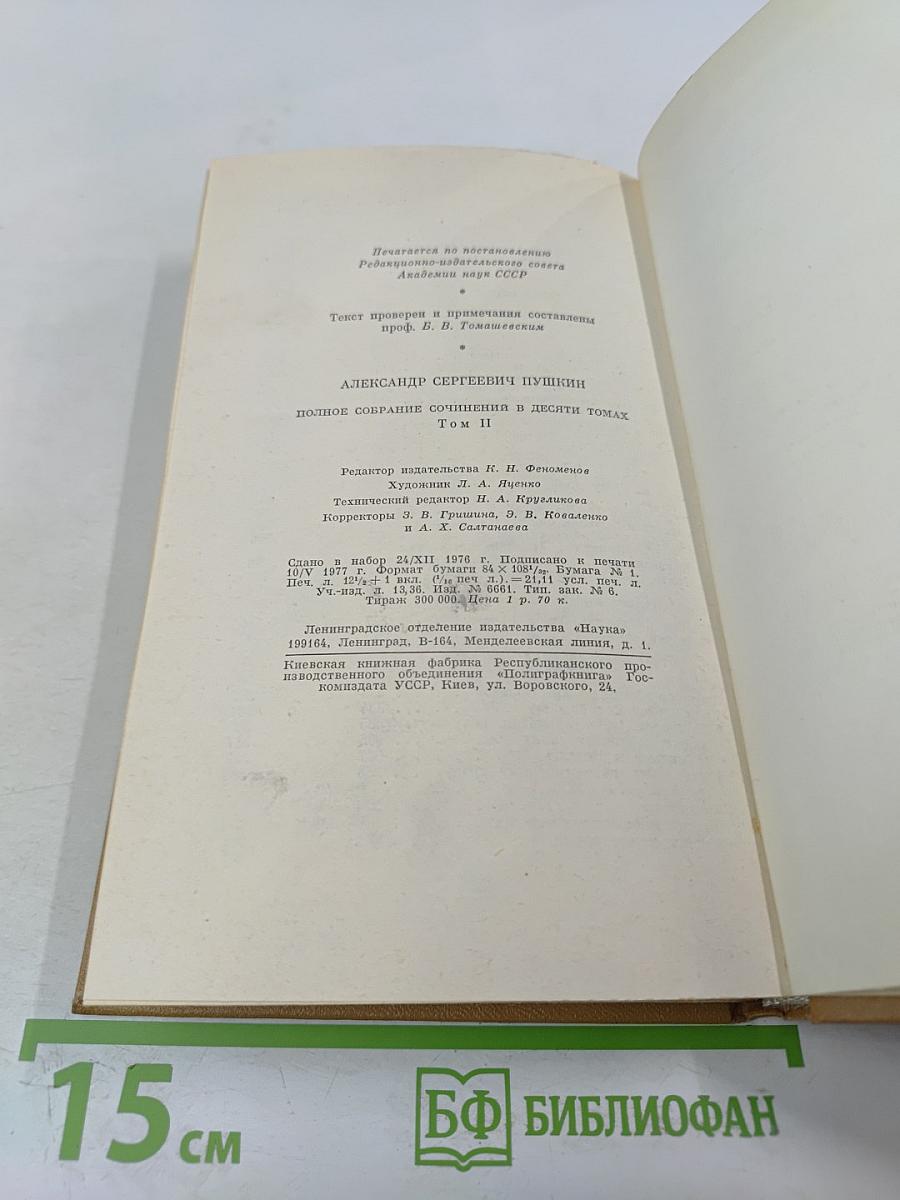 Печатается по постановлению
Редакционно-издательского совета
Академии наук СССР
*
Текст проверен и примечания составлены
проф. Б. В. Томашевским
*
АЛЕКСАНДР СЕРГЕЕВИЧ ПУШКИН
ПОЛНОЕ СОБРАНИЕ СОЧИНЕНИЙ В ДЕСЯТИ ТОМАХ
Том II
Редактор издательства К. Н. Феноменов
Художник Л. А. Яценко
Технический редактор Н. А. Кругликова
Корректоры З. В. Гришина, Э. В. Коваленко
и А. Х. Салтанаева
Сдано в набор 24/XII 1976 г. Подписано к печати
10/V 1977 г. Формат бумаги 84 × 108¹/₃₂. Бумага № 1.
Печ. л. 12¹/₂ + 1 вкл. (¹/₁₆ печ л.). = 21,11 усл. печ. л.
Уч.-изд. л. 13,36. Изд. № 6661. Тип. зак. № 6.
Тираж 300 000. Цена 1 р. 70 к.
Ленинградское отделение издательства «Наука»
199164, Ленинград, В-164, Менделеевская линия, д. 1.
Киевская книжная фабрика Республиканского про-
изводственного объединения «Полиграфкнига» Гос-
комиздата УССР, Киев, ул. Воровского, 24.
15 см
БФ БИБЛИОФАН